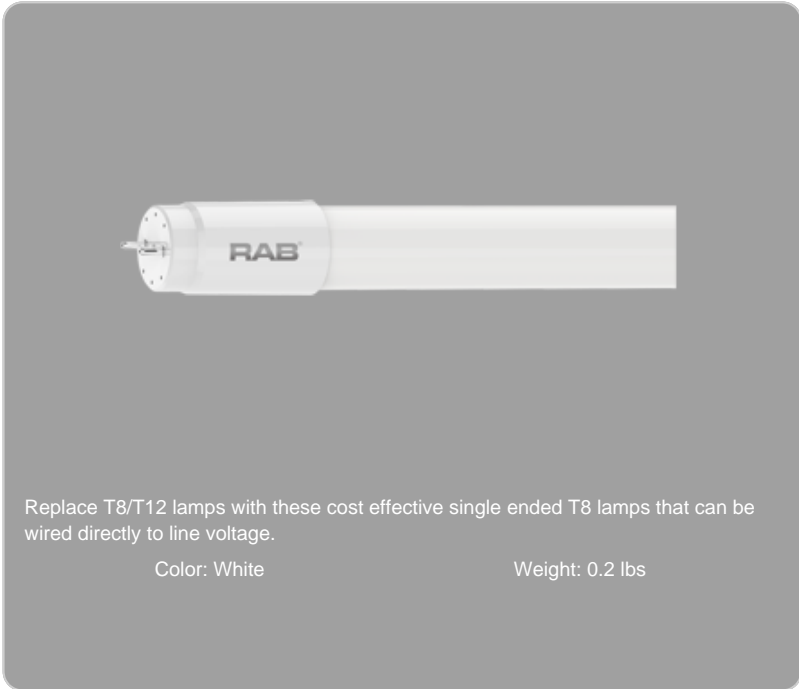 RAB
Replace T8/T12 lamps with these cost effective single ended T8 lamps that can be
wired directly to line voltage.
Color: White Weight: 0.2 lbs